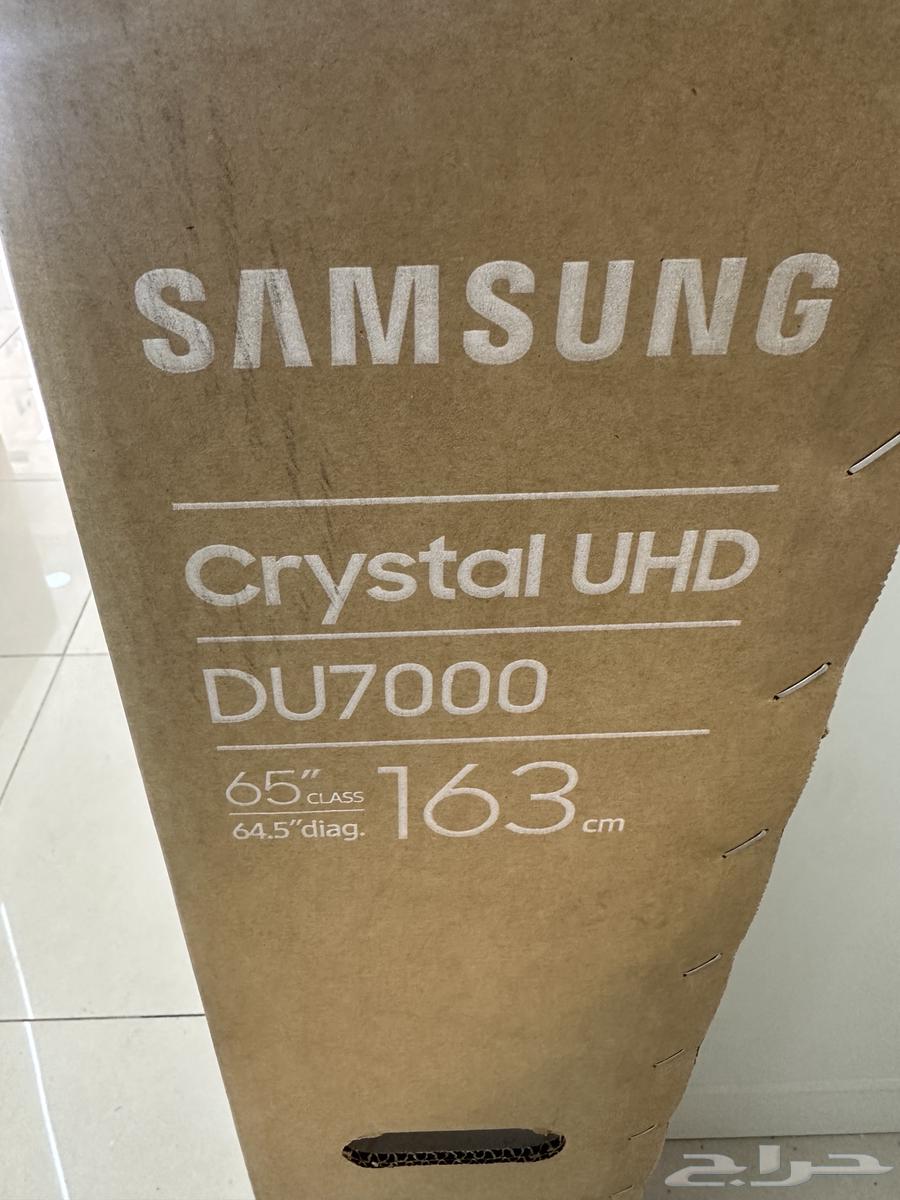 SAMSUNG
Crystal UHD
DU7000
65" CLASS 163 cm
64.5" diag.
حراج